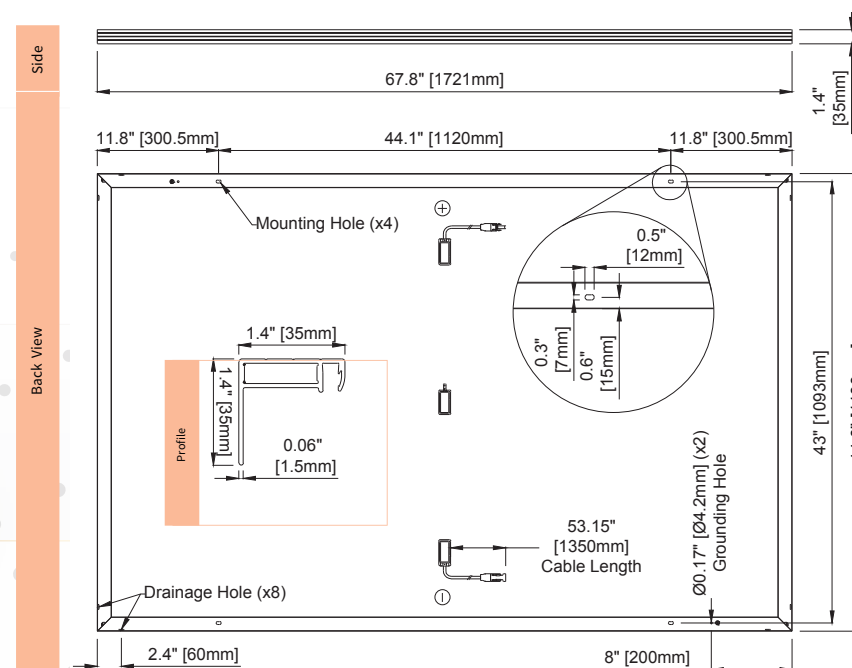 Side
67.8" [1721mm]
1.4"
[35mm]
Back View
11.8" [300.5mm]
44.1" [1120mm]
11.8" [300.5mm]
Mounting Hole (x4)
+
0.5"
[12mm]
0.3"
[7mm]
0.6"
[15mm]
1.4" [35mm]
1.4"
[35mm]
Profile
0.06"
[1.5mm]
43" [1093mm]
Ø0.17" [Ø4.2mm] (x2)
Grounding Hole
53.15"
[1350mm]
Cable Length
Drainage Hole (x8)
−
2.4" [60mm]
8" [200mm]